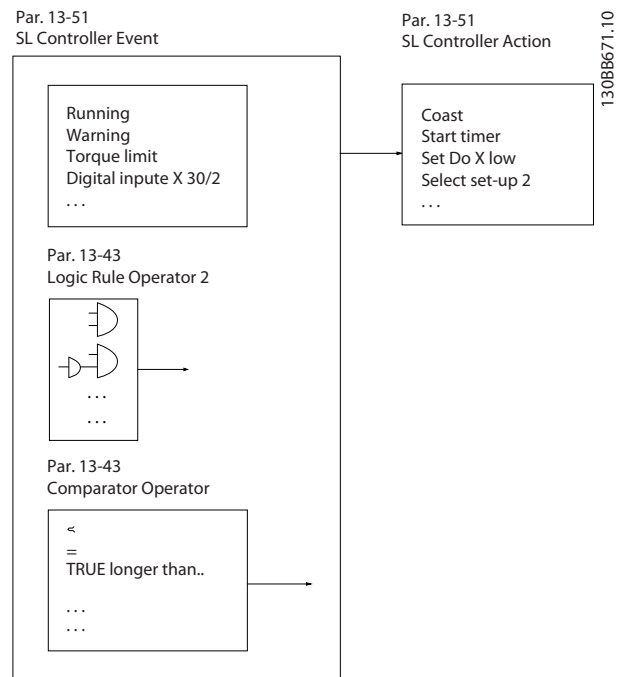 Par. 13-51
SL Controller Event
Par. 13-51
SL Controller Action
130BB671.10
Running
Warning
Torque limit
Digital inpute X 30/2
. . .
Coast
Start timer
Set Do X low
Select set-up 2
. . .
Par. 13-43
Logic Rule Operator 2
. . .
. . .
Par. 13-43
Comparator Operator
=
TRUE longer than..
. . .
. . .